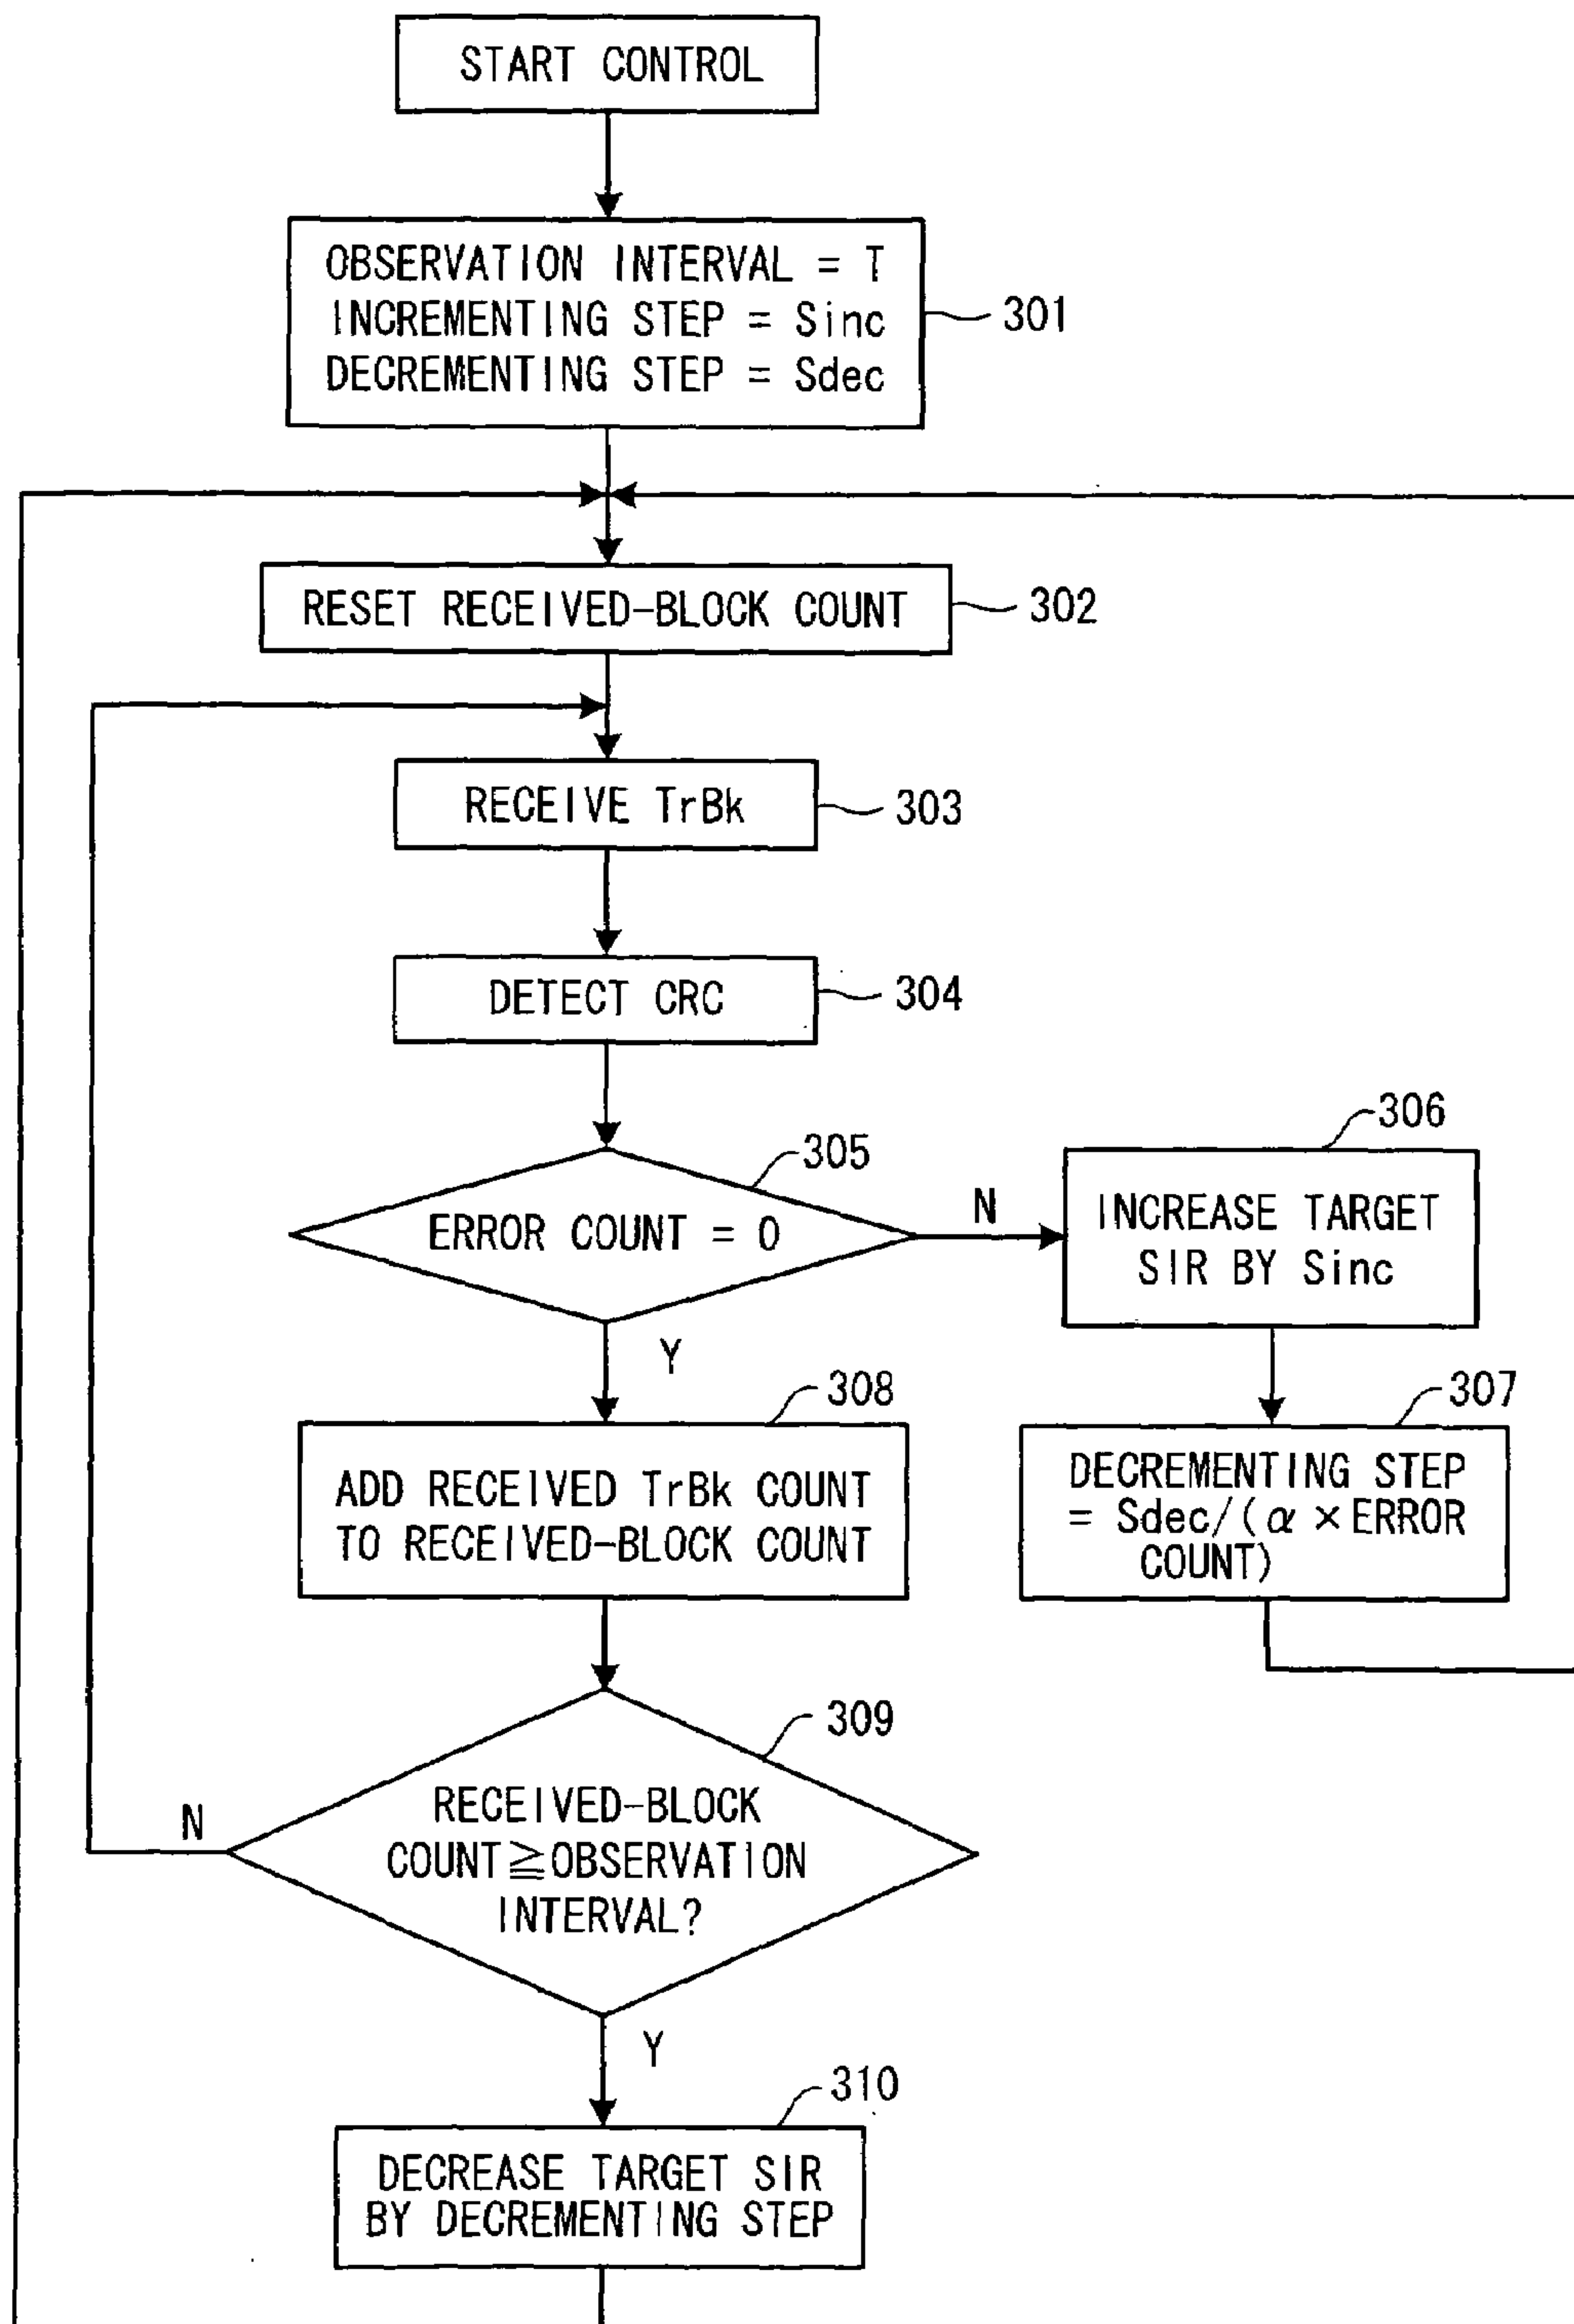 START CONTROL
OBSERVATION INTERVAL = T
INCREMENTING STEP = Sinc
DECREMENTING STEP = Sdec
301
RESET RECEIVED-BLOCK COUNT
302
RECEIVE TrBk
303
DETECT CRC
304
305
ERROR COUNT = 0
N
Y
306
INCREASE TARGET
SIR BY Sinc
307
DECREMENTING STEP
= Sdec/(α×ERROR
COUNT)
308
ADD RECEIVED TrBk COUNT
TO RECEIVED-BLOCK COUNT
309
RECEIVED-BLOCK
COUNT≧OBSERVATION
INTERVAL?
N
Y
310
DECREASE TARGET SIR
BY DECREMENTING STEP